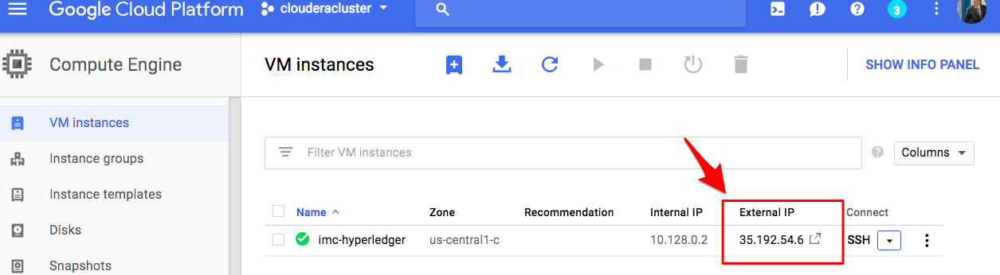 Google Cloud Platform
clouderacluster
3
Compute Engine
VM instances
SHOW INFO PANEL
VM instances
Instance groups
Instance templates
Disks
Snapshots
Filter VM instances
Columns
Name Zone Recommendation Internal IP External IP Connect
imc-hyperledger us-central1-c 10.128.0.2 35.192.54.6 SSH